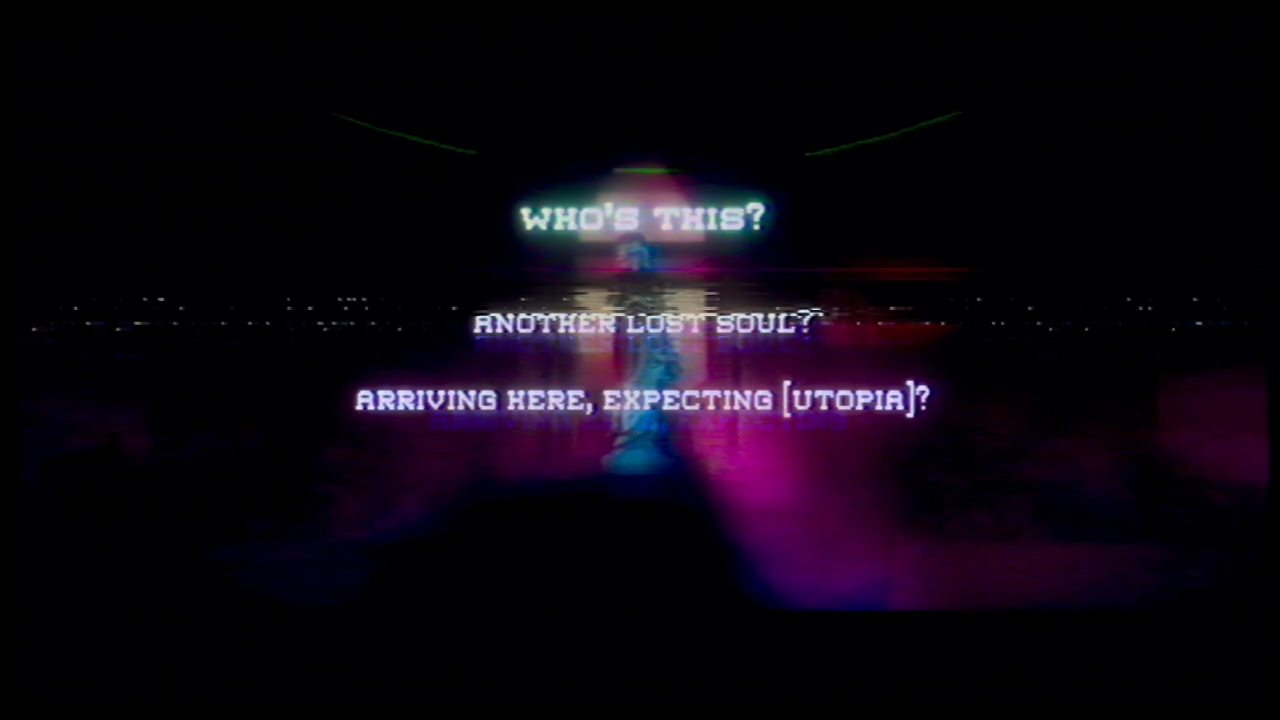 WHO'S THIS?
ANOTHER LOST SOUL?
ARRIVING HERE, EXPECTING [UTOPIA]?